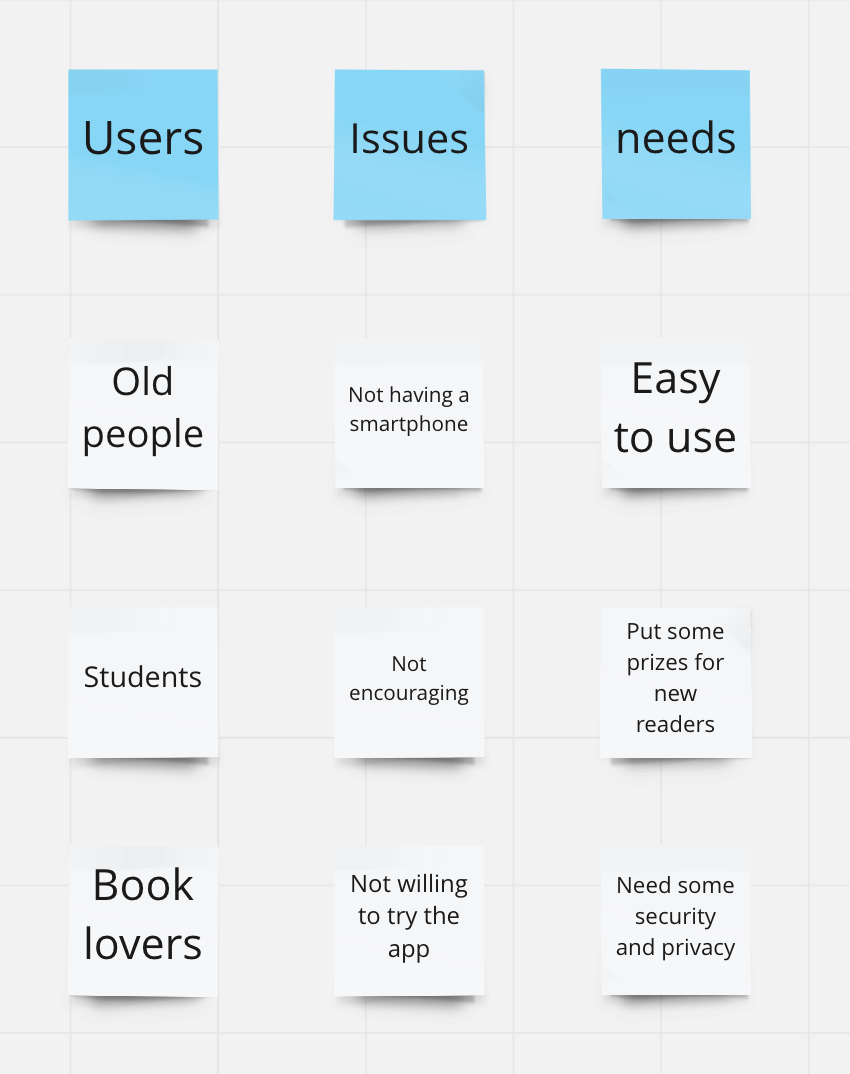 Users
Issues
needs
Old
people
Not having a
smartphone
Easy
to use
Students
Not
encouraging
Put some
prizes for
new
readers
Book
lovers
Not willing
to try the
app
Need some
security
and privacy